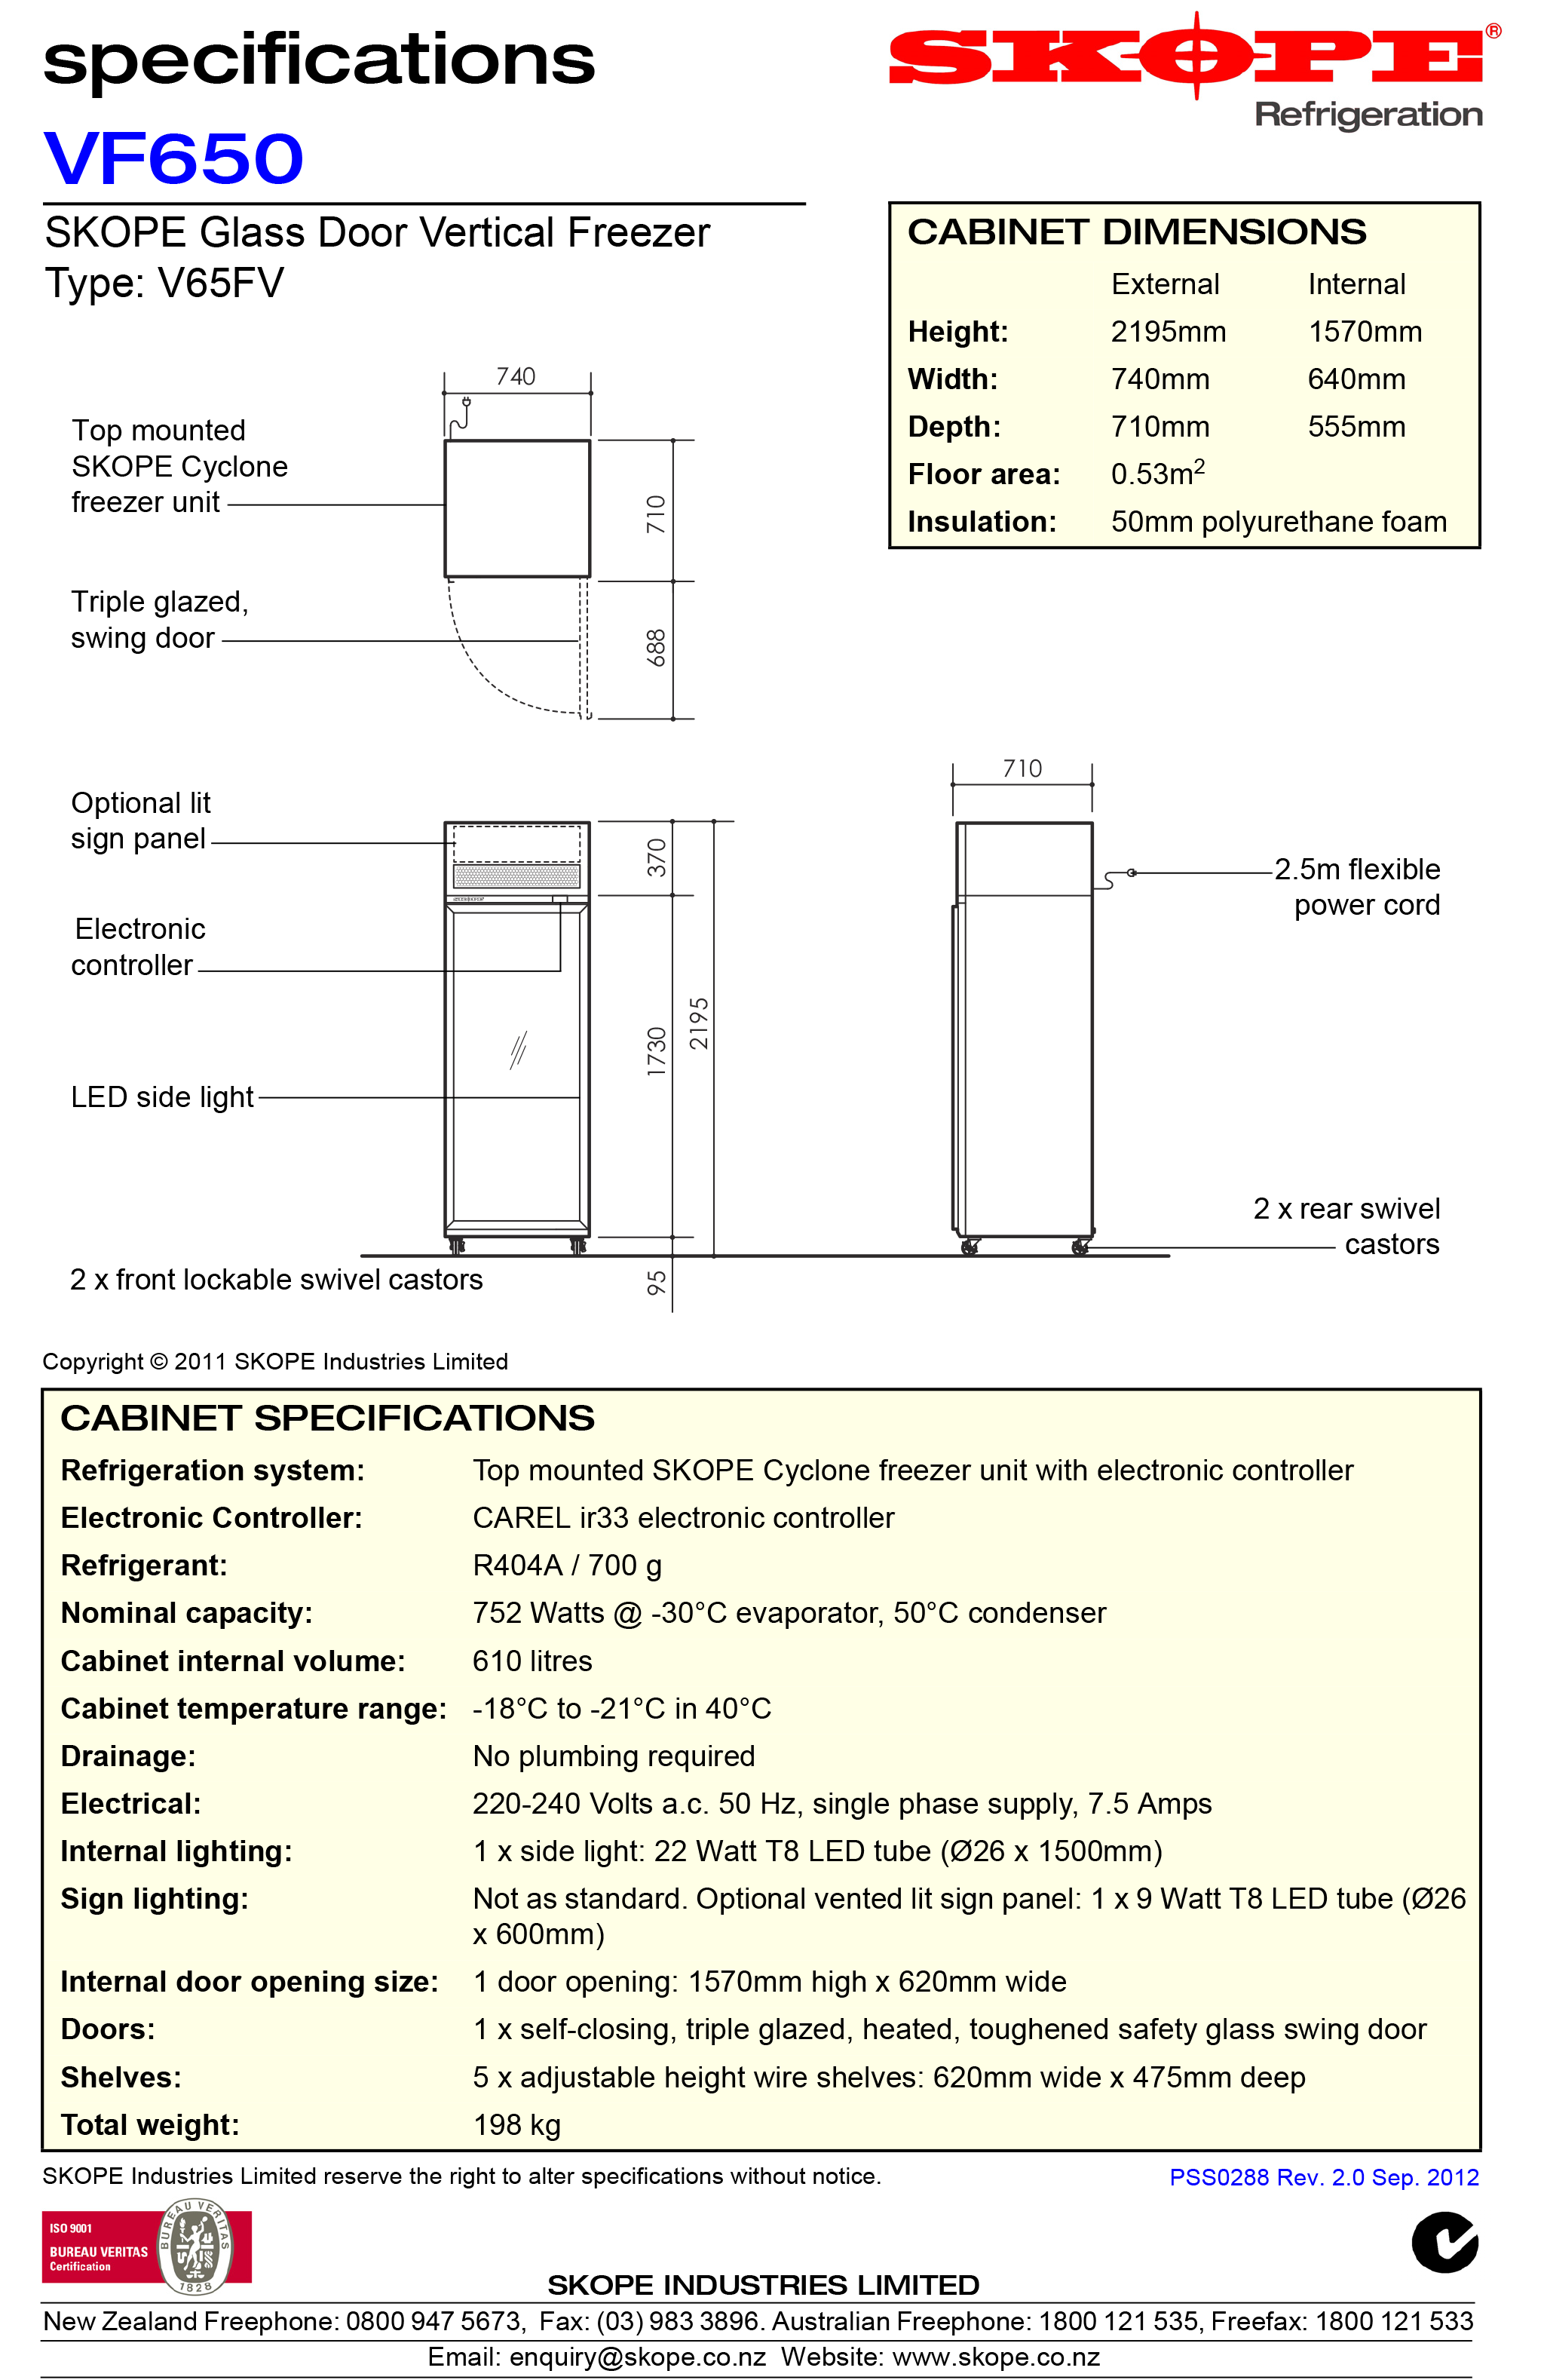 specifications
SKOPE®
Refrigeration
VF650
SKOPE Glass Door Vertical Freezer
Type: V65FV
CABINET DIMENSIONS
External Internal
Height: 2195mm 1570mm
Width: 740mm 640mm
Depth: 710mm 555mm
Floor area: 0.53m²
Insulation: 50mm polyurethane foam
740
Top mounted
SKOPE Cyclone
freezer unit
710
Triple glazed,
swing door
688
710
Optional lit
sign panel
370
2.5m flexible
power cord
Electronic
controller
2195
1730
LED side light
2 x rear swivel
castors
2 x front lockable swivel castors
95
Copyright © 2011 SKOPE Industries Limited
CABINET SPECIFICATIONS
Refrigeration system: Top mounted SKOPE Cyclone freezer unit with electronic controller
Electronic Controller: CAREL ir33 electronic controller
Refrigerant: R404A / 700 g
Nominal capacity: 752 Watts @ -30°C evaporator, 50°C condenser
Cabinet internal volume: 610 litres
Cabinet temperature range: -18°C to -21°C in 40°C
Drainage: No plumbing required
Electrical: 220-240 Volts a.c. 50 Hz, single phase supply, 7.5 Amps
Internal lighting: 1 x side light: 22 Watt T8 LED tube (Ø26 x 1500mm)
Sign lighting: Not as standard. Optional vented lit sign panel: 1 x 9 Watt T8 LED tube (Ø26
x 600mm)
Internal door opening size: 1 door opening: 1570mm high x 620mm wide
Doors: 1 x self-closing, triple glazed, heated, toughened safety glass swing door
Shelves: 5 x adjustable height wire shelves: 620mm wide x 475mm deep
Total weight: 198 kg
SKOPE Industries Limited reserve the right to alter specifications without notice.
PSS0288 Rev. 2.0 Sep. 2012
ISO 9001
BUREAU VERITAS
Certification
BUREAU VERITAS
1828
SKOPE INDUSTRIES LIMITED
New Zealand Freephone: 0800 947 5673, Fax: (03) 983 3896. Australian Freephone: 1800 121 535, Freefax: 1800 121 533
Email: enquiry@skope.co.nz Website: www.skope.co.nz